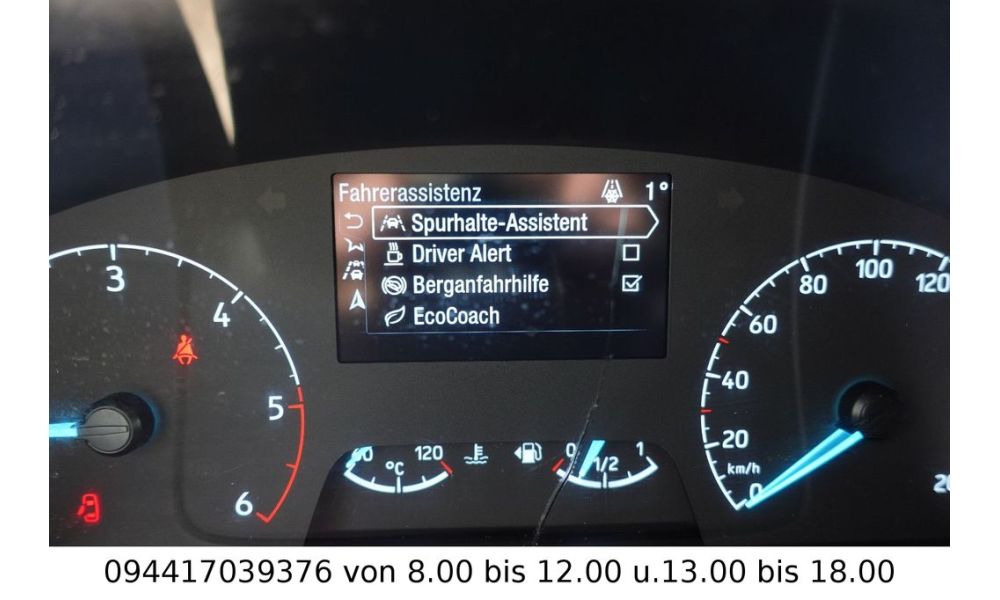 Fahrerassistenz 1°
Spurhalte-Assistent
Driver Alert
Berganfahrhilfe
EcoCoach
3
4
5
6
120
°C
0
1/2
1
0
20
40
60
80
100
120
km/h
094417039376 von 8.00 bis 12.00 u.13.00 bis 18.00